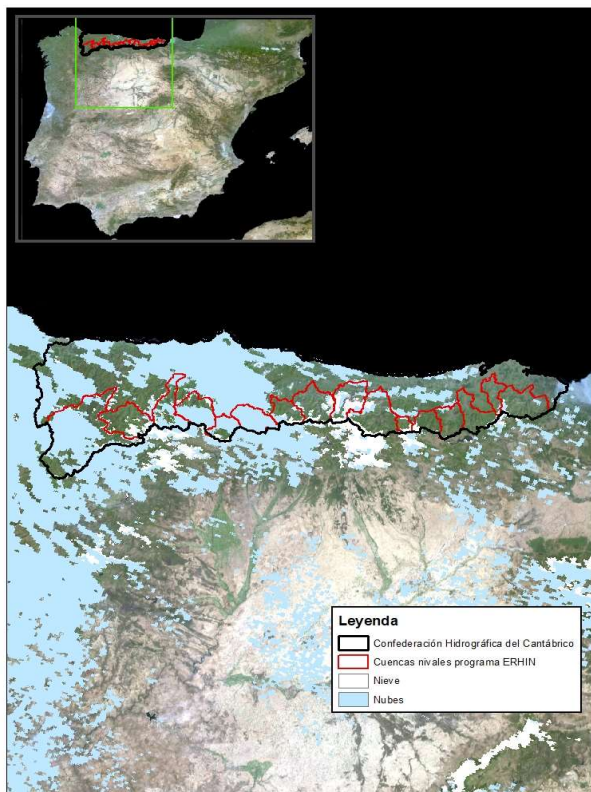 Leyenda
Confederación Hidrográfica del Cantábrico
Cuencas nivales programa ERHIN
Nieve
Nubes